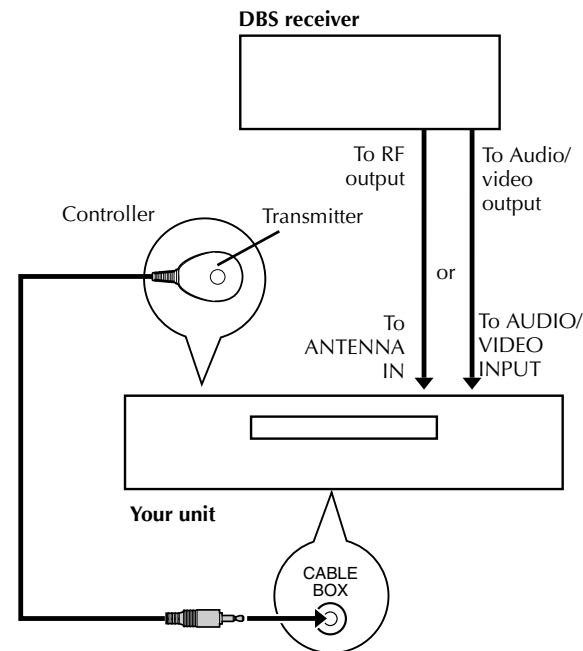 DBS receiver
To RF
output
To Audio/
video
output
Controller
Transmitter
or
To
ANTENNA
IN
To AUDIO/
VIDEO
INPUT
Your unit
CABLE
BOX